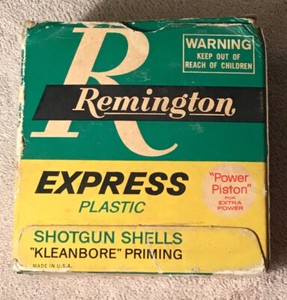 R
WARNING
KEEP OUT OF
REACH OF CHILDREN
Remington
EXPRESS
PLASTIC
"Power
Piston"
FOR
EXTRA
POWER
SHOTGUN SHELLS
"KLEANBORE" PRIMING
MADE IN U.S.A.